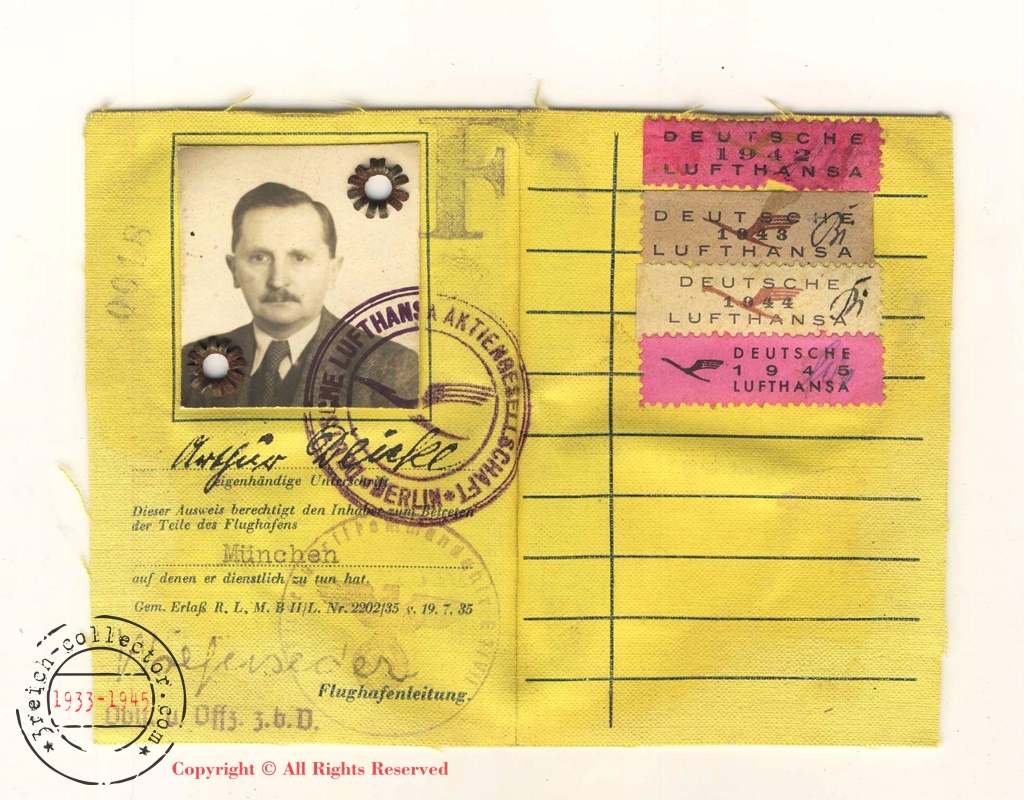 F
Arthur
eigenhändige Unterschrift
Dieser Ausweis berechtigt den Inhaber zum Betreten
der Teile des Flughafens
München
auf denen er dienstlich zu tun hat.
Gem. Erlaß R. L. M. B II/L. Nr. 2202/35 v. 19. 7. 35
Flughafenleitung.
u. Offz. z.b.D.
LUFTHANSA AKTIENGESELLSCHAFT
BERLIN
DEUTSCHE
1942
LUFTHANSA
DEUTSCHE
1943
LUFTHANSA
DEUTSCHE
1944
LUFTHANSA
DEUTSCHE
1945
LUFTHANSA
3reich-collector.com
1933-1945
Copyright © All Rights Reserved